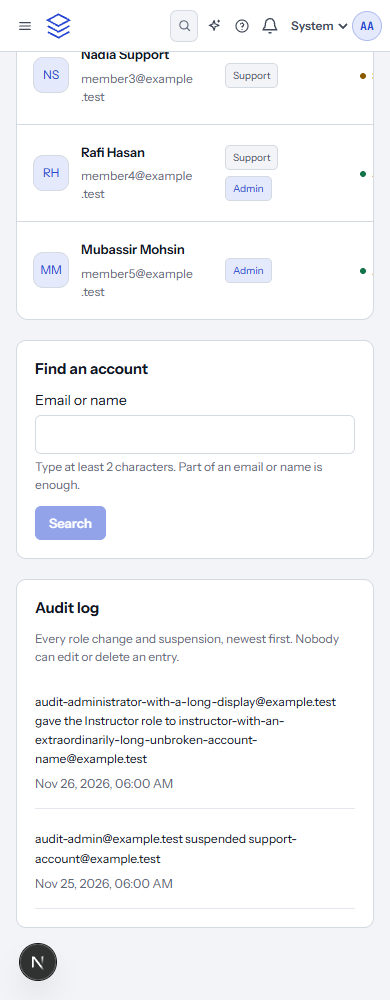 System
AA
NS
Nadia Support
member3@example
.test
Support
RH
Rafi Hasan
member4@example
.test
Support
Admin
MM
Mubassir Mohsin
member5@example
.test
Admin
Find an account
Email or name
Type at least 2 characters. Part of an email or name is
enough.
Search
Audit log
Every role change and suspension, newest first. Nobody
can edit or delete an entry.
audit-administrator-with-a-long-display@example.test
gave the Instructor role to instructor-with-an-
extraordinarily-long-unbroken-account-
name@example.test
Nov 26, 2026, 06:00 AM
audit-admin@example.test suspended support-
account@example.test
Nov 25, 2026, 06:00 AM
N